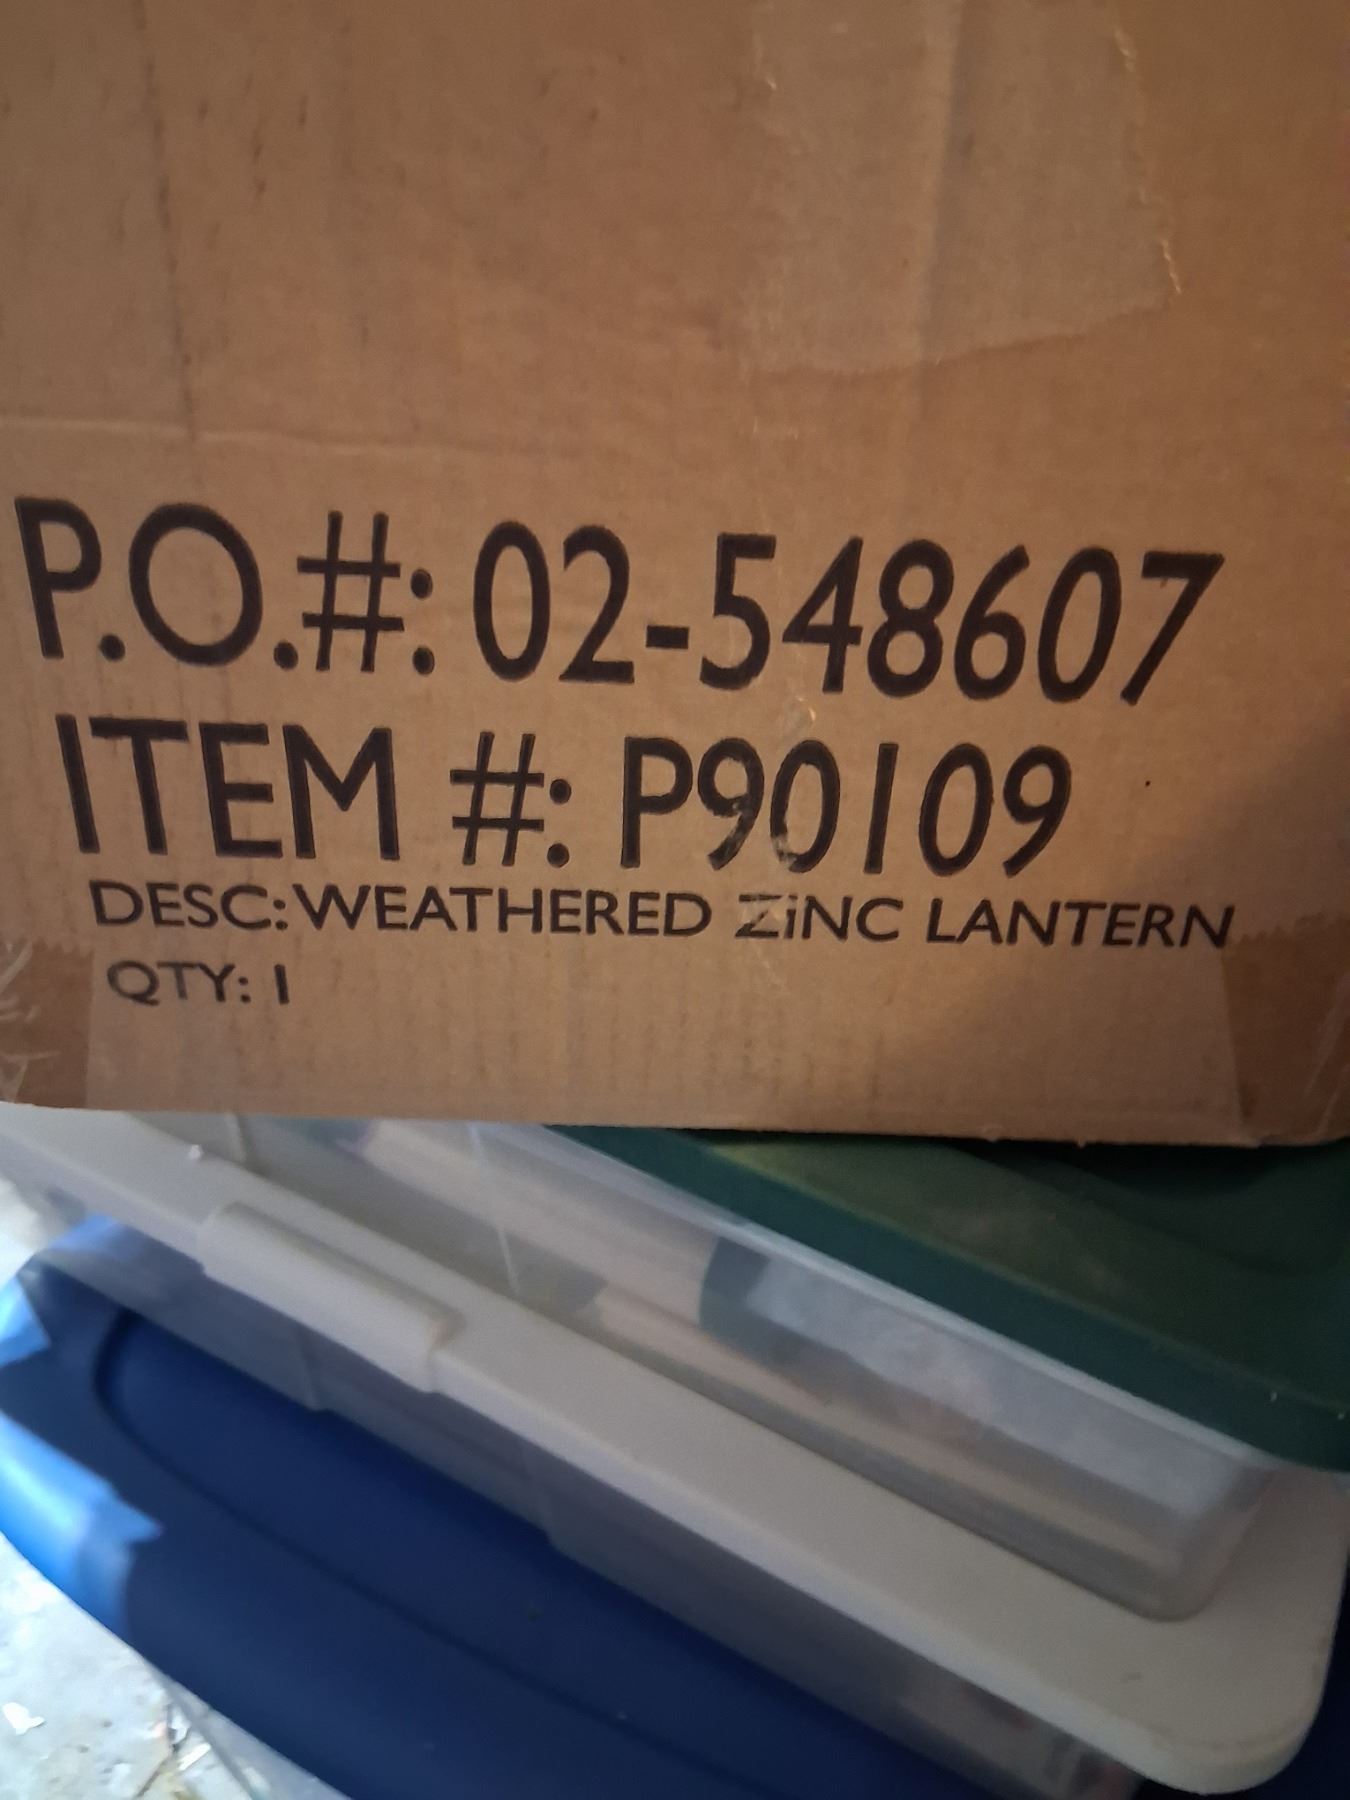 P.O.#: 02-548607
ITEM #: P90109
DESC: WEATHERED ZiNC LANTERN
QTY: 1